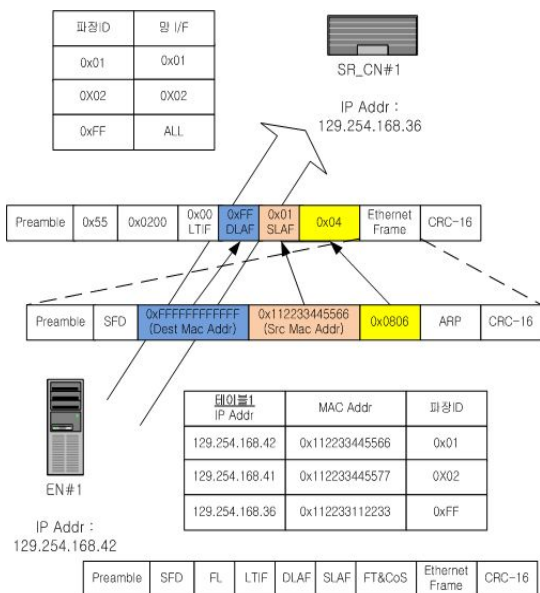 파장ID 망 I/F
0x01 0x01
0X02 0X02
0xFF ALL
SR_CN#1
IP Addr :
129.254.168.36
Preamble 0x55 0x0200 0x00 LTIF 0xFF DLAF 0x01 SLAF 0x04 Ethernet Frame CRC-16
Preamble SFD 0xFFFFFFFFFFFF (Dest Mac Addr) 0x112233445566 (Src Mac Addr) 0x0806 ARP CRC-16
EN#1
IP Addr :
129.254.168.42
테이블1
IP Addr MAC Addr 파장ID
129.254.168.42 0x112233445566 0x01
129.254.168.41 0x112233445577 0X02
129.254.168.36 0x112233112233 0xFF
Preamble SFD FL LTIF DLAF SLAF FT&CoS Ethernet Frame CRC-16